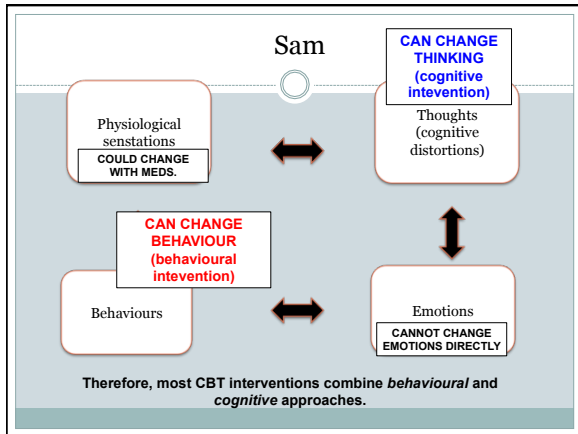 Sam
CAN CHANGE
THINKING
(cognitive
intevention)
Physiological
senstations
COULD CHANGE
WITH MEDS.
Thoughts
(cognitive
distortions)
CAN CHANGE
BEHAVIOUR
(behavioural
intevention)
Behaviours
Emotions
CANNOT CHANGE
EMOTIONS DIRECTLY
Therefore, most CBT interventions combine behavioural and
cognitive approaches.